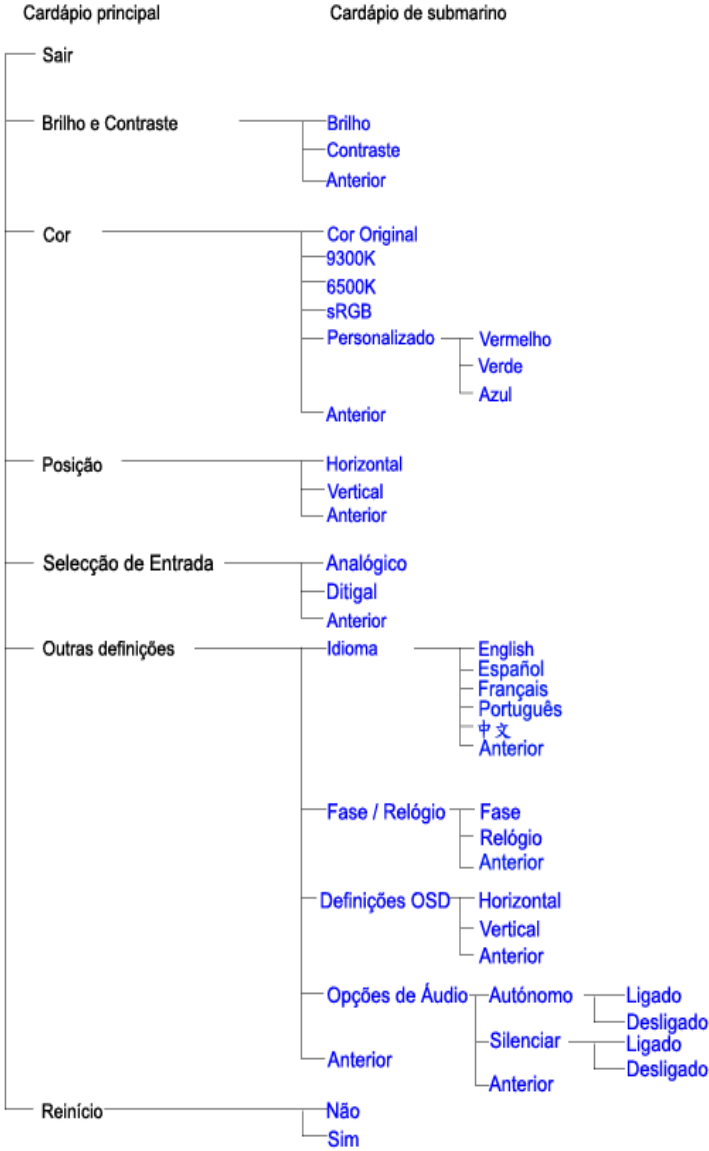 Cardápio principal Cardápio de submarino
Sair
Brilho e Contraste Brilho
Contraste
Anterior
Cor Cor Original
9300K
6500K
sRGB
Personalizado Vermelho
Verde
Azul
Anterior
Posição Horizontal
Vertical
Anterior
Selecção de Entrada Analógico
Ditigal
Anterior
Outras definições Idioma English
Español
Français
Português
中文
Anterior
Fase / Relógio Fase
Relógio
Anterior
Definições OSD Horizontal
Vertical
Anterior
Opções de Áudio Autónomo Ligado
Desligado
Silenciar Ligado
Desligado
Anterior Anterior
Reinício Não
Sim